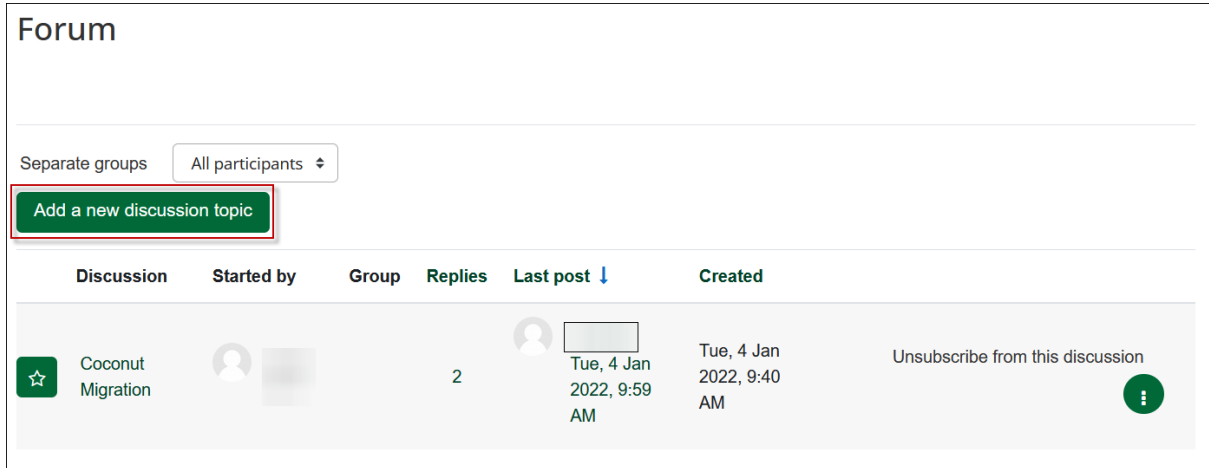 Forum
Separate groups All participants
Add a new discussion topic
Discussion Started by Group Replies Last post Created
Coconut
Migration
2
Tue, 4 Jan
2022, 9:59
AM
Tue, 4 Jan
2022, 9:40
AM
Unsubscribe from this discussion